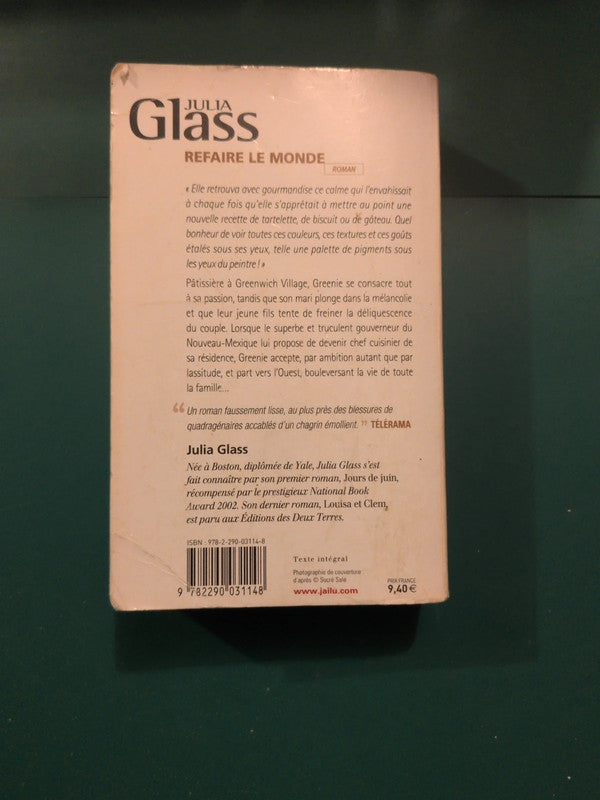 JULIA
Glass
REFAIRE LE MONDE
ROMAN
« Elle retrouva avec gourmandise ce calme qui l'envahissait
à chaque fois qu'elle s'apprêtait à mettre au point une
nouvelle recette de tartelette, de biscuit ou de gâteau. Quel
bonheur de voir toutes ces couleurs, ces textures et ces goûts
étalés sous ses yeux, telle une palette de pigments sous
les yeux du peintre ! »
Pâtissière à Greenwich Village, Greenie se consacre tout
à sa passion, tandis que son mari plonge dans la mélancolie
et que leur jeune fils tente de freiner la déliquescence
du couple. Lorsque le superbe et truculent gouverneur du
Nouveau-Mexique lui propose de devenir chef cuisinier de
sa résidence, Greenie accepte, par ambition autant que par
lassitude, et part vers l'Ouest, bouleversant la vie de toute
la famille...
“ Un roman faussement lisse, au plus près des blessures de
quadragénaires accablés d'un chagrin émollient. ” TÉLÉRAMA
Julia Glass
Née à Boston, diplômée de Yale, Julia Glass s'est
fait connaître par son premier roman, Jours de juin,
récompensé par le prestigieux National Book
Award 2002. Son dernier roman, Louisa et Clem,
est paru aux Éditions des Deux Terres.
ISBN : 978-2-290-03114-8
9 782290 031148
Texte intégral
Photographie de couverture :
d'après © Sucré Salé
www.jailu.com
PRIX FRANCE
9,40 €